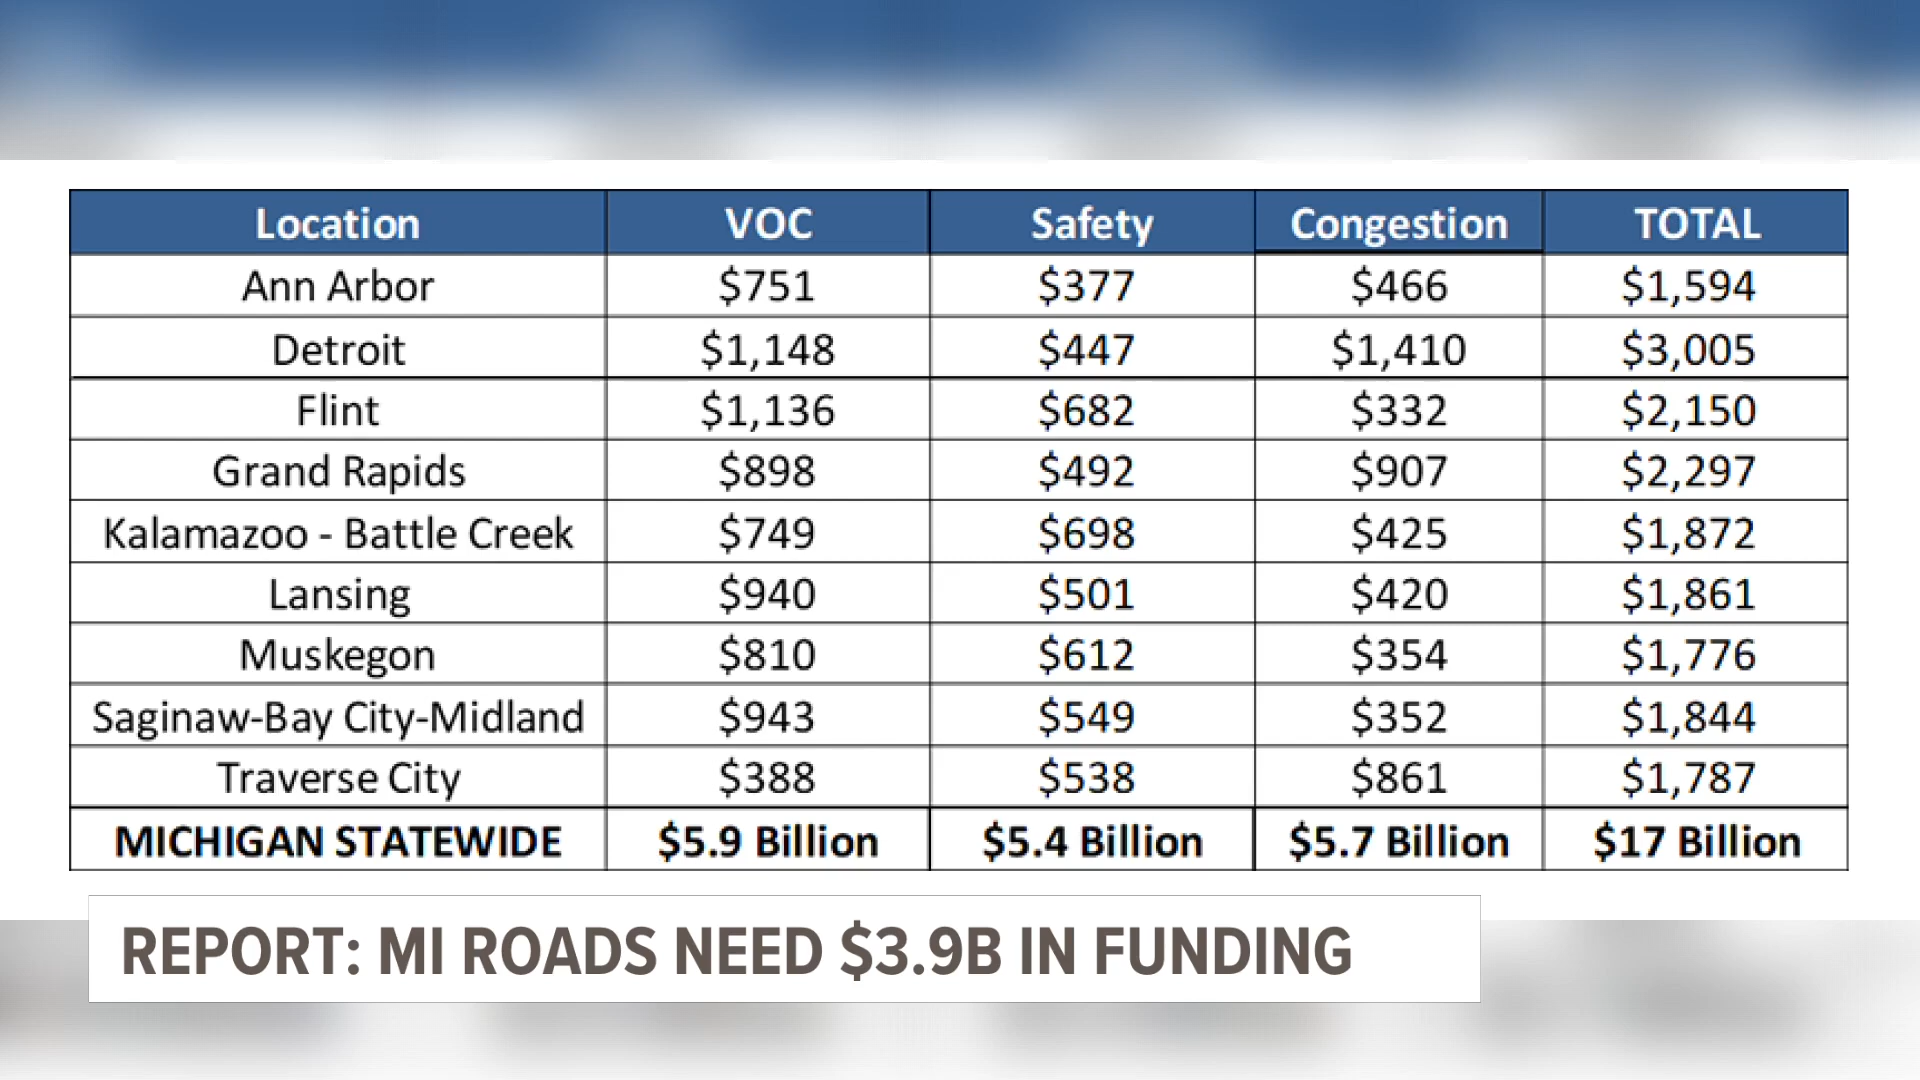 Location VOC Safety Congestion TOTAL
Ann Arbor $751 $377 $466 $1,594
Detroit $1,148 $447 $1,410 $3,005
Flint $1,136 $682 $332 $2,150
Grand Rapids $898 $492 $907 $2,297
Kalamazoo - Battle Creek $749 $698 $425 $1,872
Lansing $940 $501 $420 $1,861
Muskegon $810 $612 $354 $1,776
Saginaw-Bay City-Midland $943 $549 $352 $1,844
Traverse City $388 $538 $861 $1,787
MICHIGAN STATEWIDE $5.9 Billion $5.4 Billion $5.7 Billion $17 Billion
REPORT: MI ROADS NEED $3.9B IN FUNDING